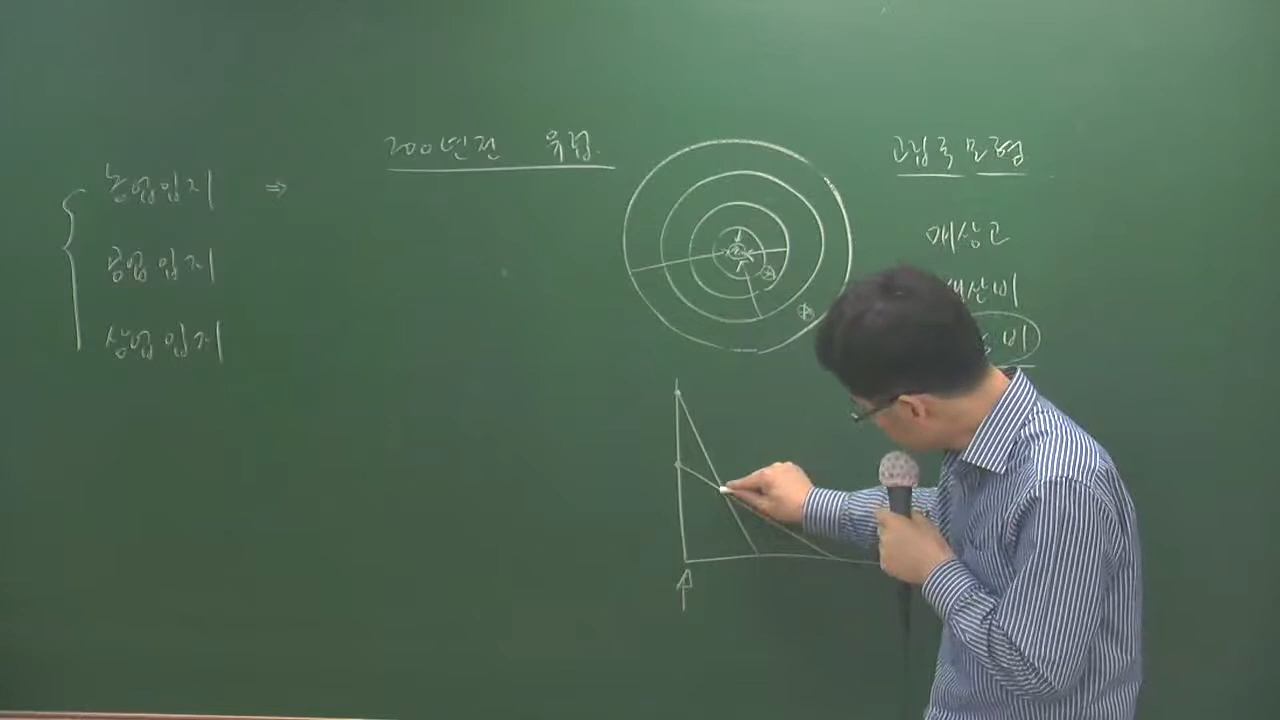 농업입지 ⇒
공업입지
상업입지
200년전 유럽.
고립국 모형
매상고
생산비
비